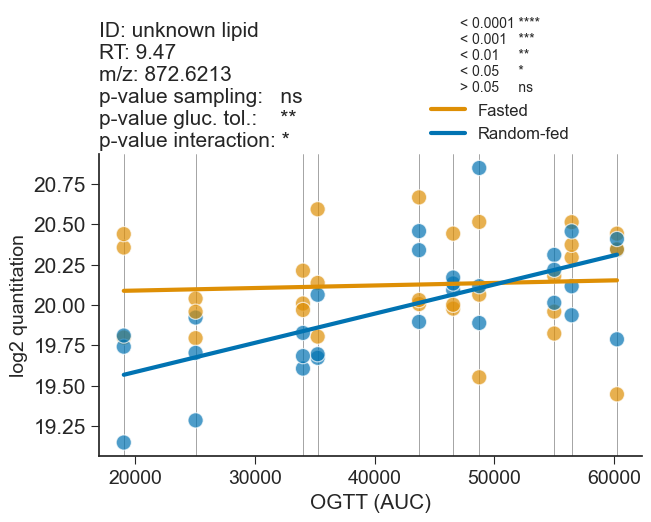 ID: unknown lipid
RT: 9.47
m/z: 872.6213
p-value sampling: ns
p-value gluc. tol.: **
p-value interaction: *
< 0.0001 ****
< 0.001 ***
< 0.01 **
< 0.05 *
> 0.05 ns
Fasted
Random-fed
20.75
20.50
20.25
20.00
19.75
19.50
19.25
log2 quantitation
20000 30000 40000 50000 60000
OGTT (AUC)